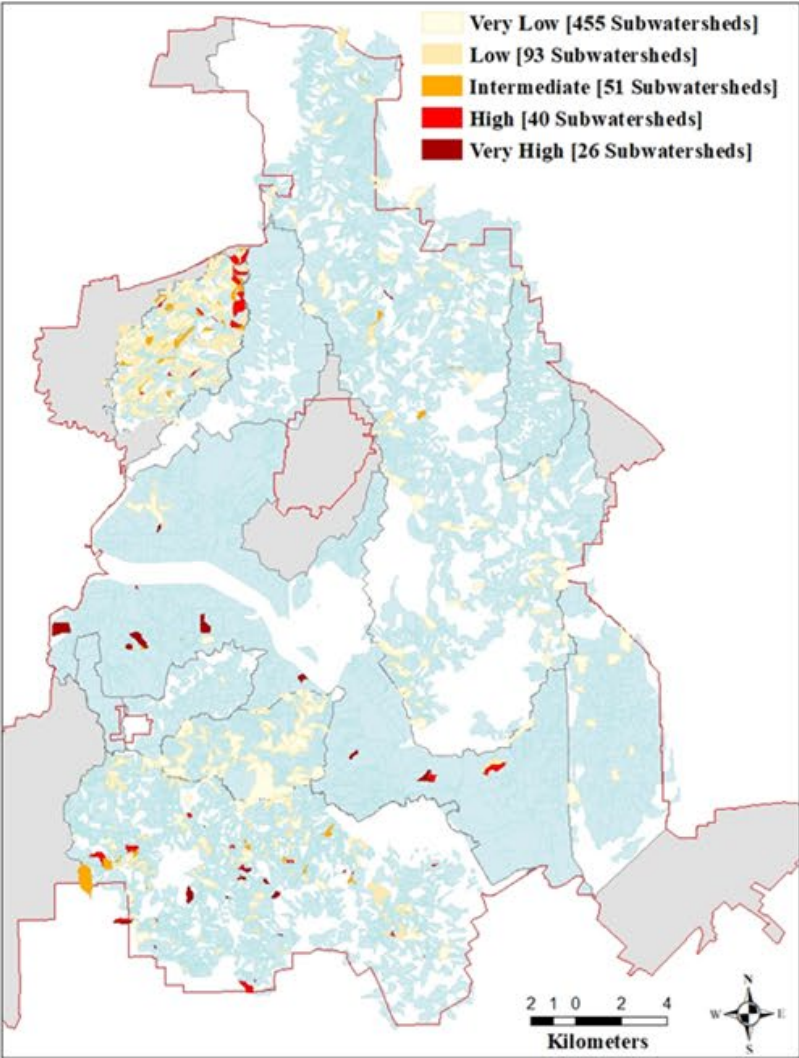 Very Low [455 Subwatersheds]
Low [93 Subwatersheds]
Intermediate [51 Subwatersheds]
High [40 Subwatersheds]
Very High [26 Subwatersheds]
N
W E
S
2 1 0 2 4
Kilometers